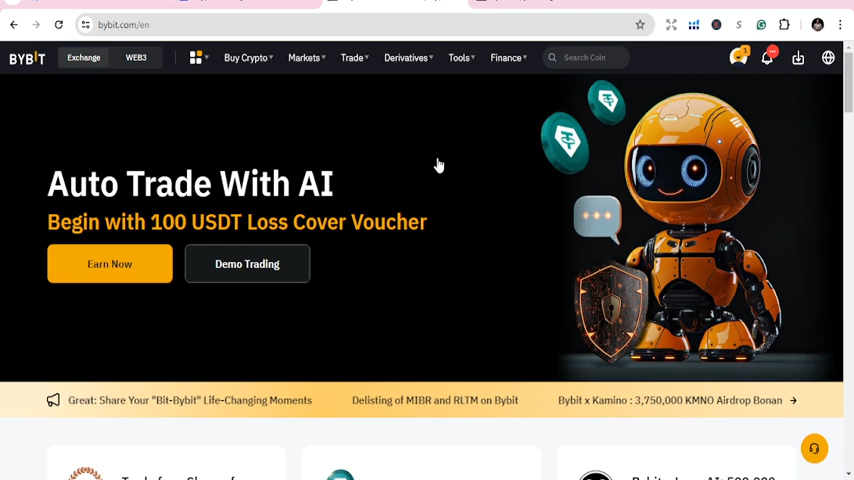 bybit.com/en
BYBIT
Exchange
WEB3
Buy Crypto
Markets
Trade
Derivatives
Tools
Finance
Search Coin
1
Auto Trade With AI
Begin with 100 USDT Loss Cover Voucher
Earn Now
Demo Trading
Great: Share Your "Bit-Bybit" Life-Changing Moments
Delisting of MIBR and RLTM on Bybit
Bybit x Kamino : 3,750,000 KMNO Airdrop Bonan